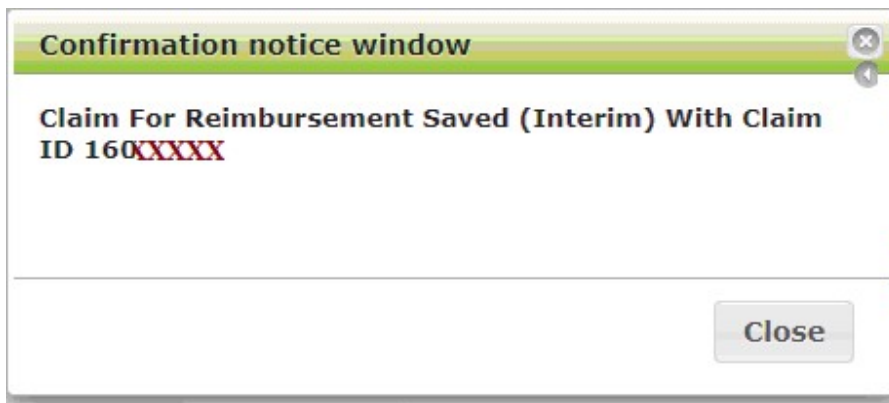 Confirmation notice window
Claim For Reimbursement Saved (Interim) With Claim
ID 160XXXXX
Close